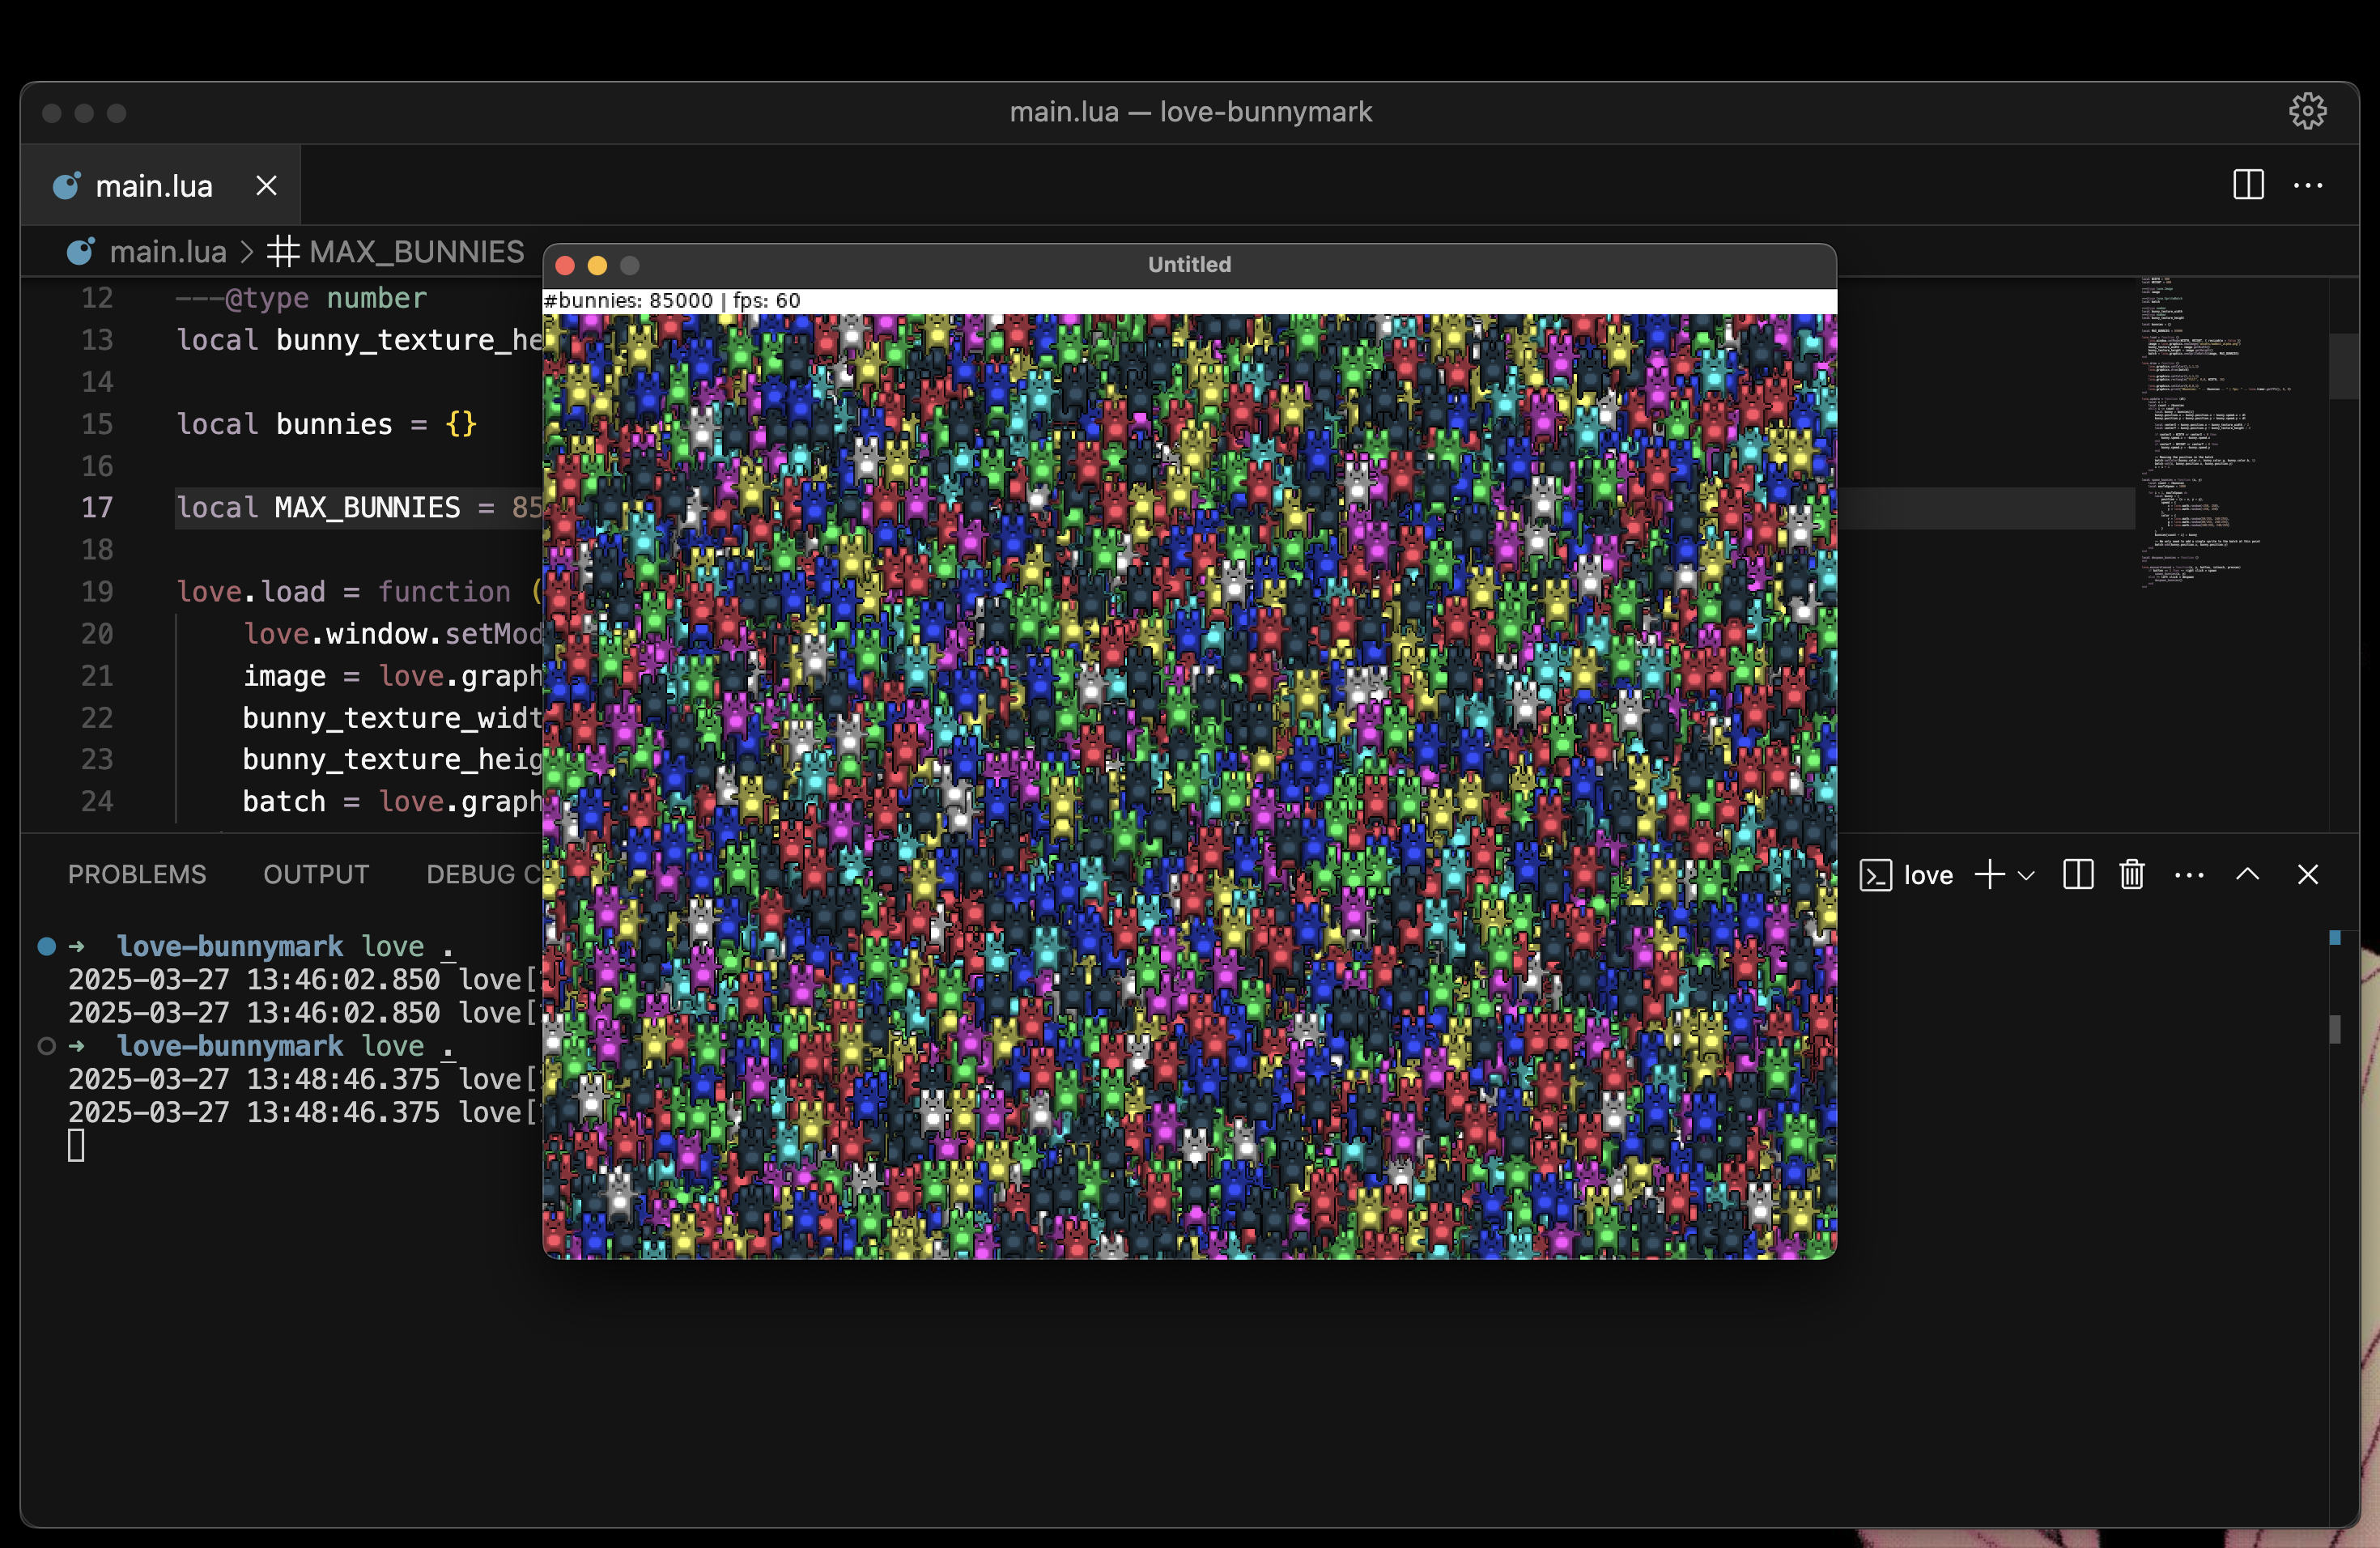 main.lua — love-bunnymark
main.lua
main.lua > MAX_BUNNIES
Untitled
#bunnies: 85000 | fps: 60
12 ---@type number
13 local bunny_texture_he
14
15 local bunnies = {}
16
17 local MAX_BUNNIES = 85
18
19 love.load = function (
20 love.window.setMod
21 image = love.graph
22 bunny_texture_widt
23 bunny_texture_heig
24 batch = love.graph
PROBLEMS OUTPUT DEBUG C
love
➜ love-bunnymark love .
2025-03-27 13:46:02.850 love[
2025-03-27 13:46:02.850 love[
➜ love-bunnymark love .
2025-03-27 13:48:46.375 love[
2025-03-27 13:48:46.375 love[